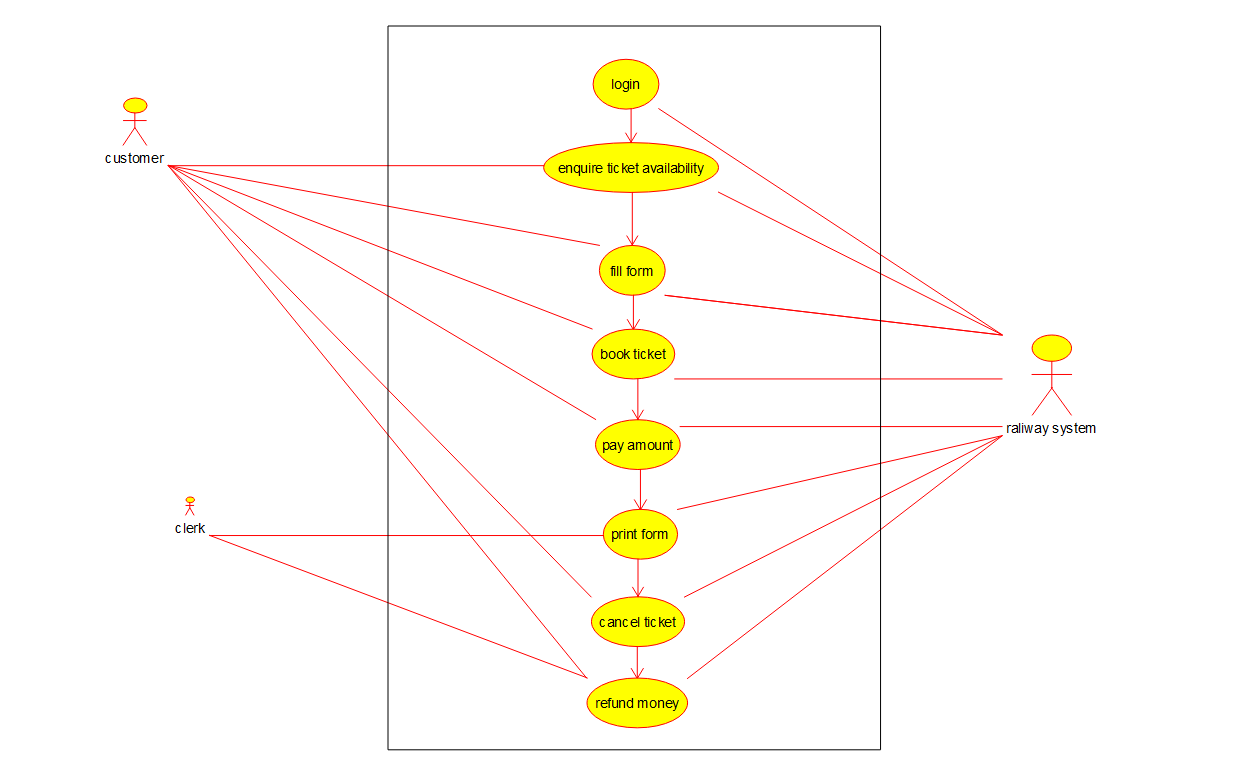 login
customer
enquire ticket availability
fill form
book ticket
raliway system
pay amount
clerk
print form
cancel ticket
refund money